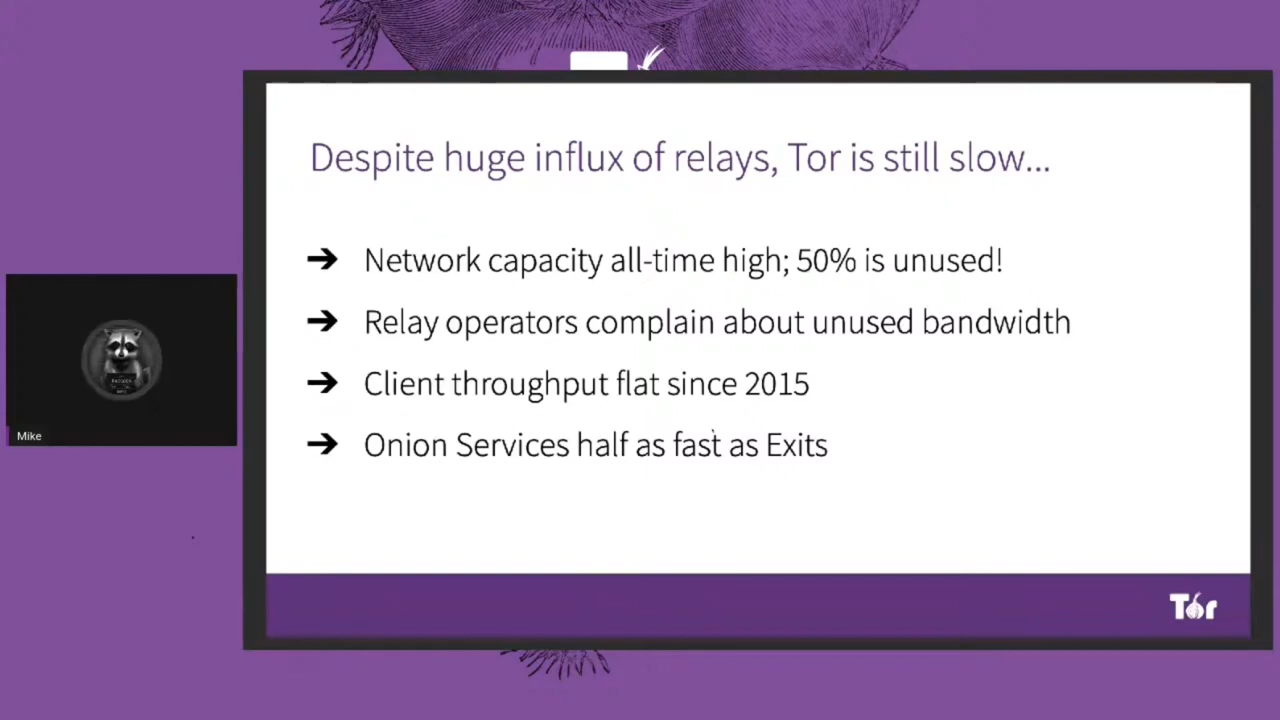 Despite huge influx of relays, Tor is still slow...
➔ Network capacity all-time high; 50% is unused!
➔ Relay operators complain about unused bandwidth
➔ Client throughput flat since 2015
➔ Onion Services half as fast as Exits
Mike
Tor